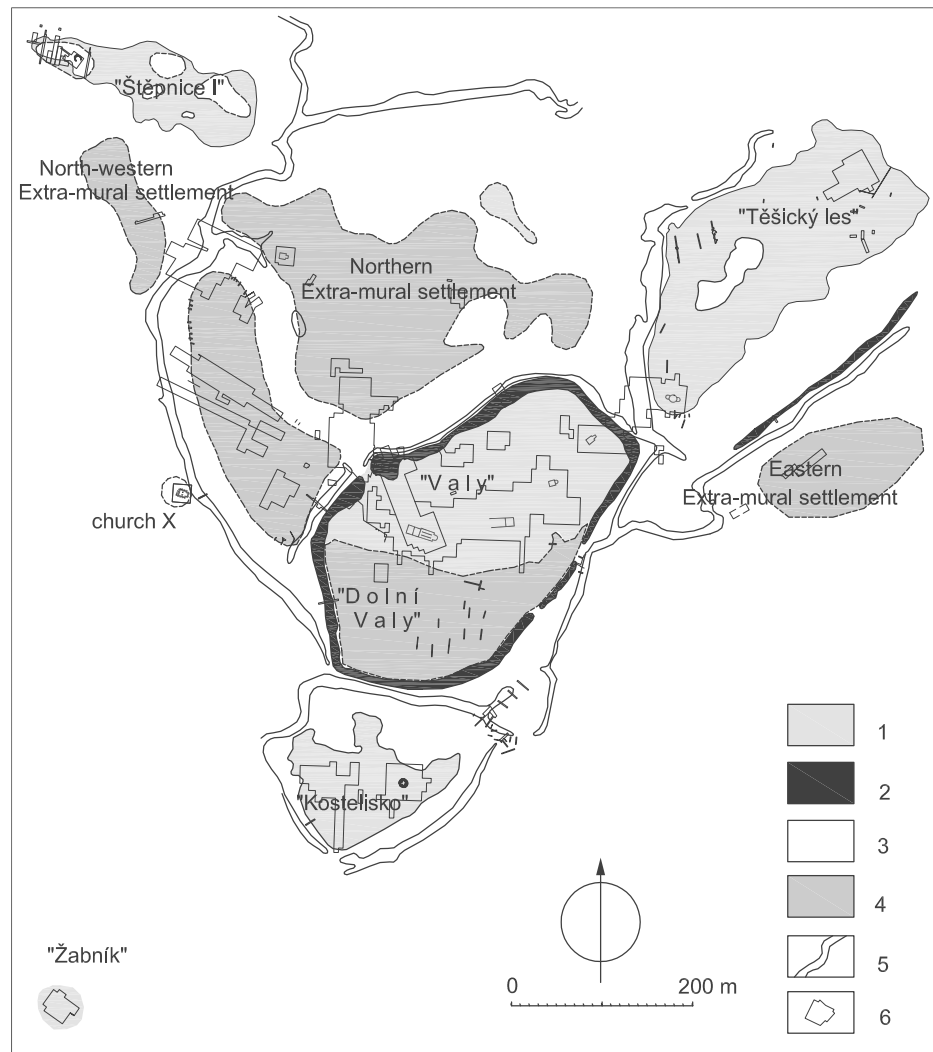 "Štěpnice I"
North-western
Extra-mural settlement
"Těšický les"
Northern
Extra-mural settlement
"Valy"
Eastern
Extra-mural settlement
church X
"Dolní
Valy"
"Kostelisko"
"Žabník"
0 200 m
1
2
3
4
5
6